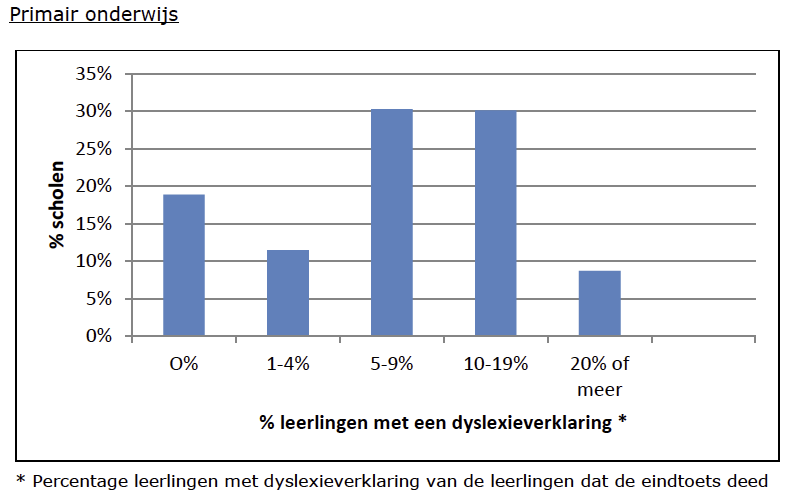 Primair onderwijs
35%
30%
25%
20%
15%
10%
5%
0%
% scholen
O%
1-4%
5-9%
10-19%
20% of
meer
% leerlingen met een dyslexieverklaring *
* Percentage leerlingen met dyslexieverklaring van de leerlingen dat de eindtoets deed